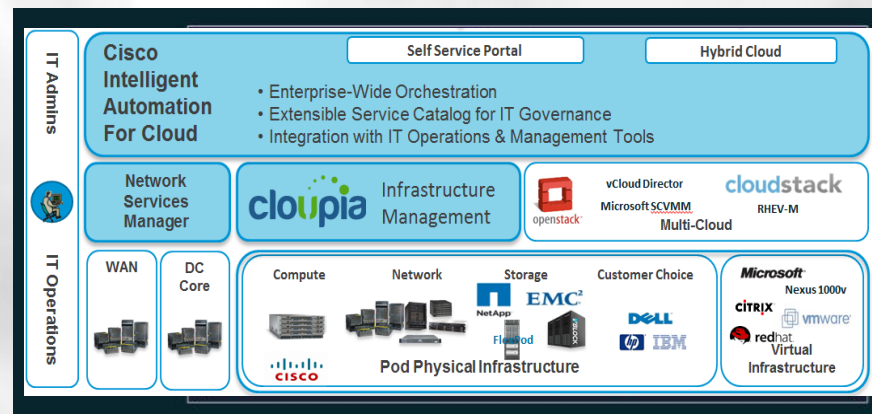 IT Admins
Cisco
Intelligent
Automation
For Cloud
Self Service Portal
Hybrid Cloud
• Enterprise-Wide Orchestration
• Extensible Service Catalog for IT Governance
• Integration with IT Operations & Management Tools
Network
Services
Manager
cloupia
Infrastructure
Management
openstack
vCloud Director
Microsoft SCVMM
cloudstack
RHEV-M
Multi-Cloud
IT Operations
WAN
DC
Core
Compute
Network
Storage
Customer Choice
NetApp
EMC²
FlexPod
VBLOCK
DELL
hp
IBM
CISCO
Pod Physical Infrastructure
Microsoft
Nexus 1000v
CITRIX
vmware
redhat
Virtual
Infrastructure